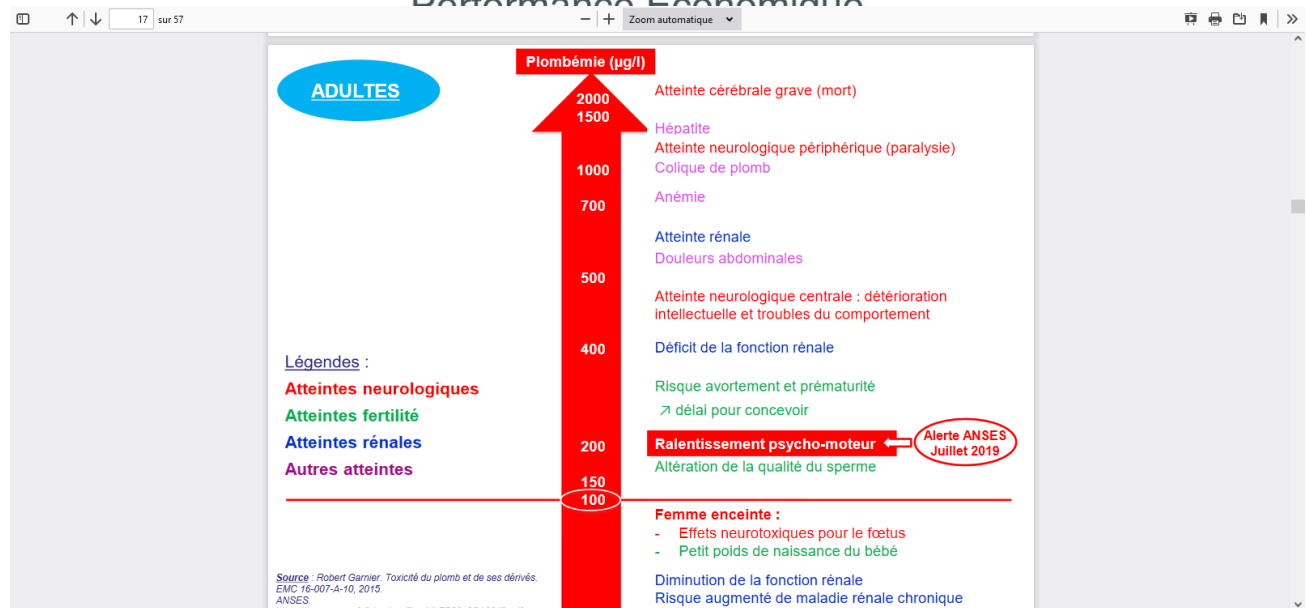 Performance Economique
17 sur 57
Zoom automatique
ADULTES
Plombémie (µg/l)
2000
Atteinte cérébrale grave (mort)
1500
Hépatite
Atteinte neurologique périphérique (paralysie)
1000
Colique de plomb
Anémie
700
Atteinte rénale
Douleurs abdominales
500
Atteinte neurologique centrale : détérioration
intellectuelle et troubles du comportement
400
Déficit de la fonction rénale
Légendes :
Atteintes neurologiques
Atteintes fertilité
Atteintes rénales
Autres atteintes
Risque avortement et prématurité
↗ délai pour concevoir
200
Ralentissement psycho-moteur
Alerte ANSES
Juillet 2019
Altération de la qualité du sperme
150
100
Femme enceinte :
- Effets neurotoxiques pour le fœtus
- Petit poids de naissance du bébé
Diminution de la fonction rénale
Risque augmenté de maladie rénale chronique
Source : Robert Garnier. Toxicité du plomb et de ses dérivés.
EMC 16-007-A-10, 2015.
ANSES.